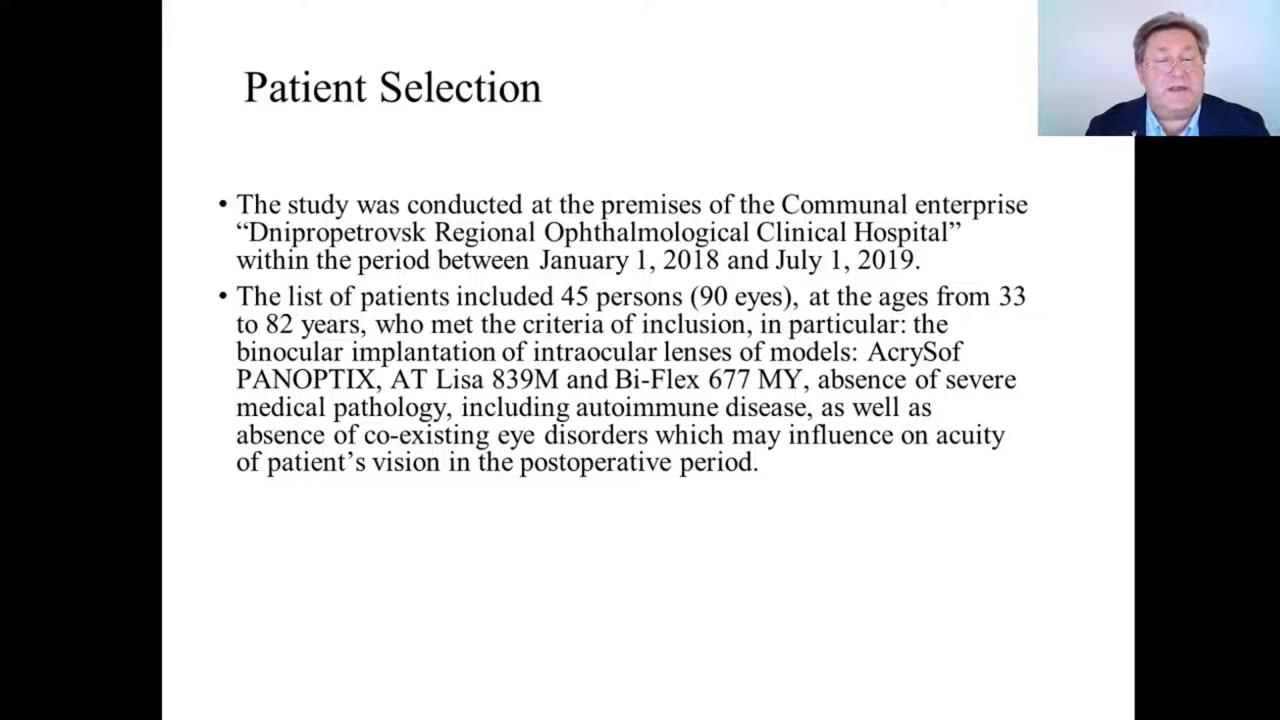 Patient Selection
• The study was conducted at the premises of the Communal enterprise
“Dnipropetrovsk Regional Ophthalmological Clinical Hospital”
within the period between January 1, 2018 and July 1, 2019.
• The list of patients included 45 persons (90 eyes), at the ages from 33
to 82 years, who met the criteria of inclusion, in particular: the
binocular implantation of intraocular lenses of models: AcrySof
PANOPTIX, AT Lisa 839M and Bi-Flex 677 MY, absence of severe
medical pathology, including autoimmune disease, as well as
absence of co-existing eye disorders which may influence on acuity
of patient’s vision in the postoperative period.